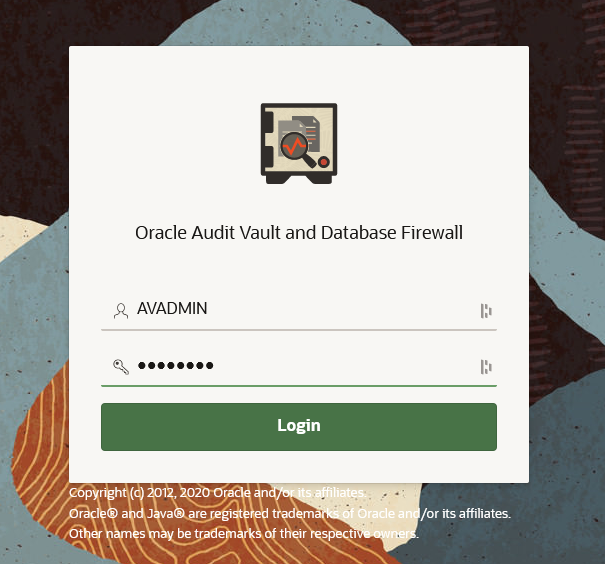 Oracle Audit Vault and Database Firewall
AVADMIN
••••••••
Login
Copyright (c) 2012, 2020 Oracle and/or its affiliates.
Oracle® and Java® are registered trademarks of Oracle and/or its affiliates.
Other names may be trademarks of their respective owners.